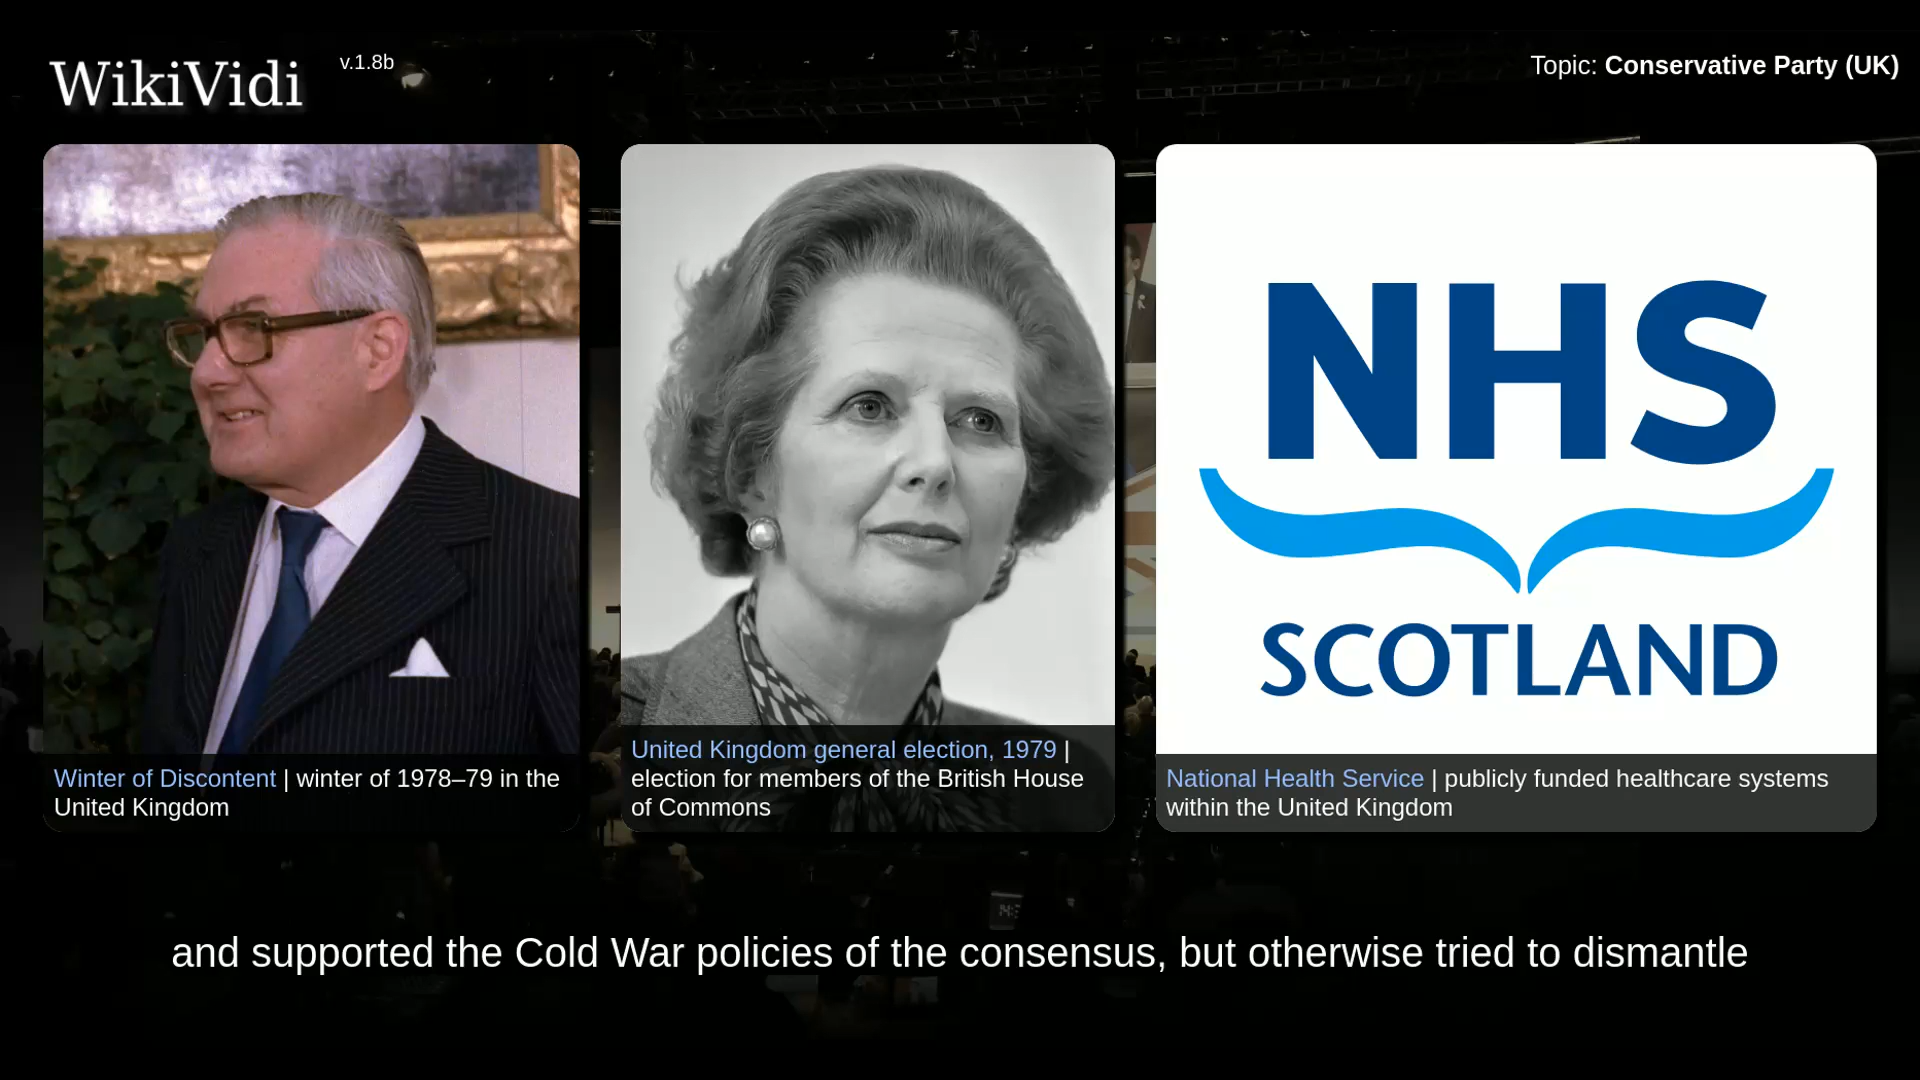 WikiVidi
v.1.8b
Topic: Conservative Party (UK)
Winter of Discontent | winter of 1978–79 in the
United Kingdom
United Kingdom general election, 1979 |
election for members of the British House
of Commons
NHS
SCOTLAND
National Health Service | publicly funded healthcare systems
within the United Kingdom
and supported the Cold War policies of the consensus, but otherwise tried to dismantle